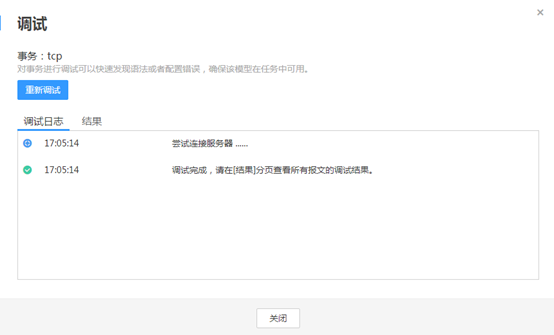 调试
事务：tcp
对事务进行调试可以快速发现语法或者配置错误，确保该模型在任务中可用。
重新调试
调试日志 结果
17:05:14 尝试连接服务器 ......
17:05:14 调试完成，请在[结果]分页查看所有报文的调试结果。
关闭